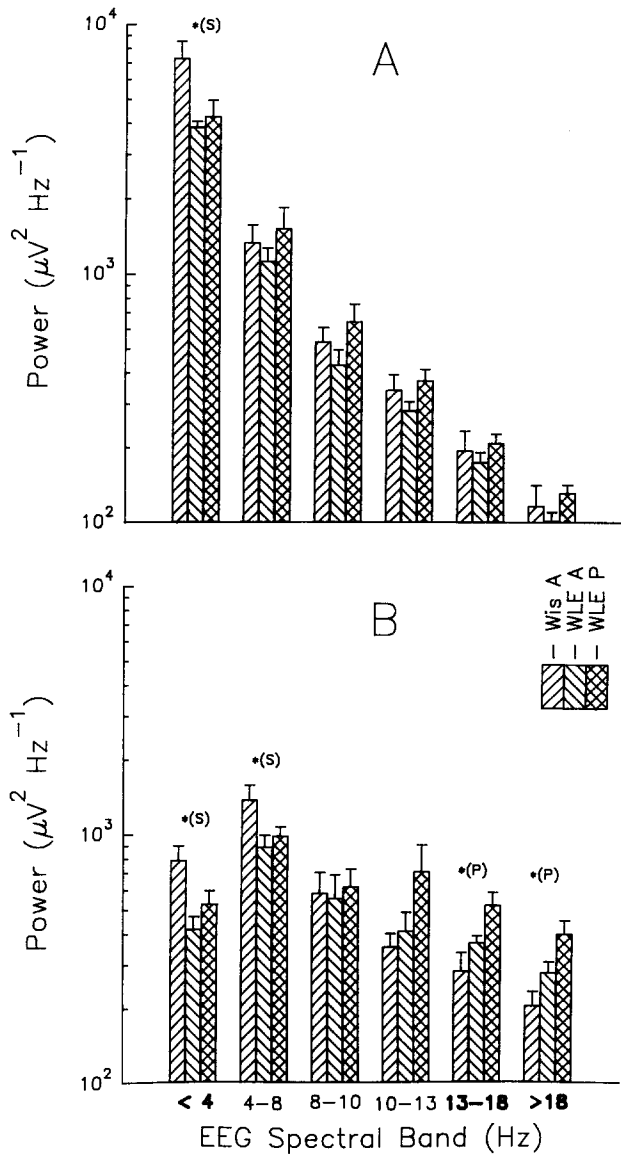 10⁴
*(S)
A
10³
10²
Power (μV² Hz⁻¹)
Wis A
WLE A
WLE P
10⁴
B
*(S)
*(S)
10³
*(P)
*(P)
10²
Power (μV² Hz⁻¹)
< 4 4–8 8–10 10–13 13–18 >18
EEG Spectral Band (Hz)